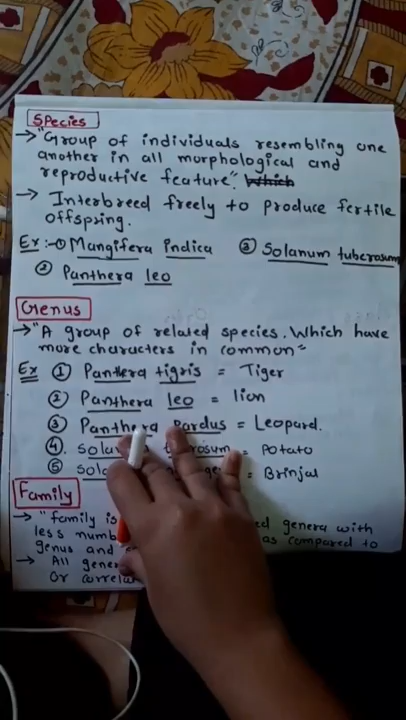 Species
→ "Group of individuals resembling one
another in all morphological and
reproductive feature". Which
→ Interbreed freely to produce fertile
offspring.
Ex:-① Mangifera indica ③ Solanum tuberosum
② Panthera leo
Genus
→ "A group of related species. Which have
more characters in common"
Ex ① Panthera tigris = Tiger
② Panthera leo = lion
③ Panthera Pardus = Leopard.
④. = Potato
⑤ = Brinjal
Family
→ "family is genera with
less as compared to
genus and
→ All
Or